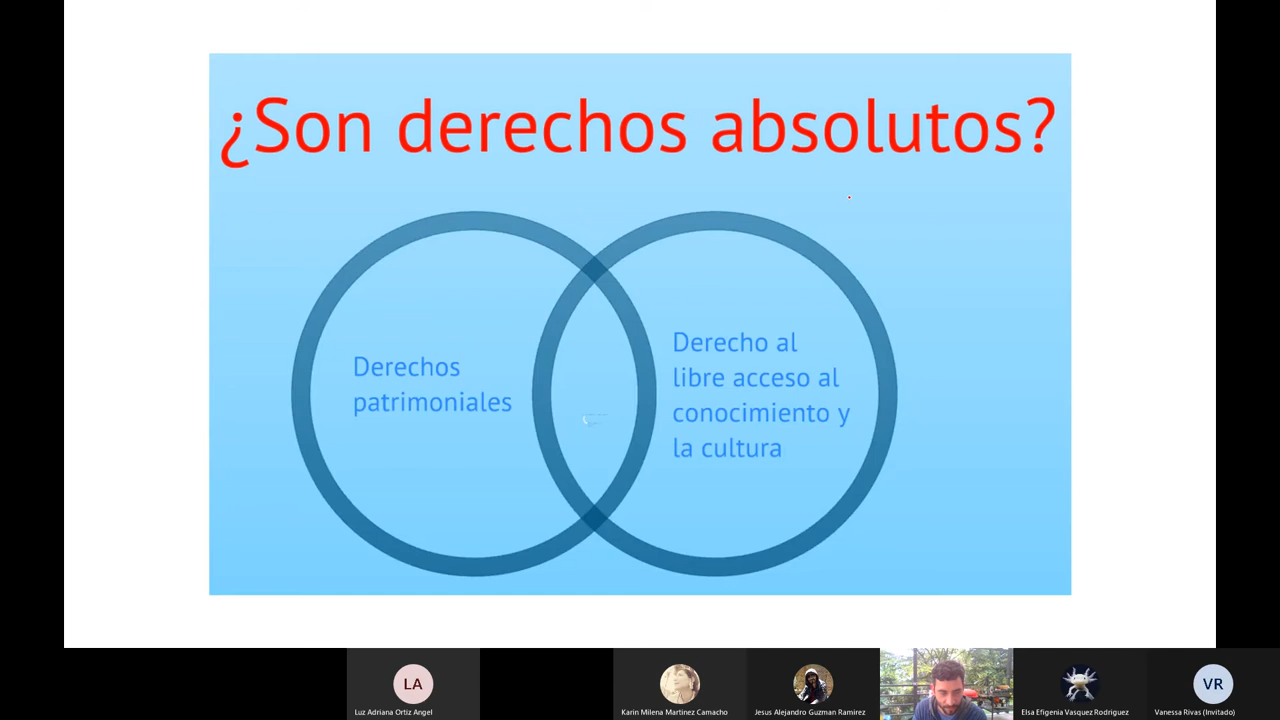 ¿Son derechos absolutos?
Derechos
patrimoniales
Derecho al
libre acceso al
conocimiento y
la cultura
LA
VR
Luz Adriana Ortiz Angel
Karin Milena Martinez Camacho
Jesus Alejandro Guzman Ramirez
Elsa Efigenia Vasquez Rodriguez
Vanessa Rivas (Invitado)